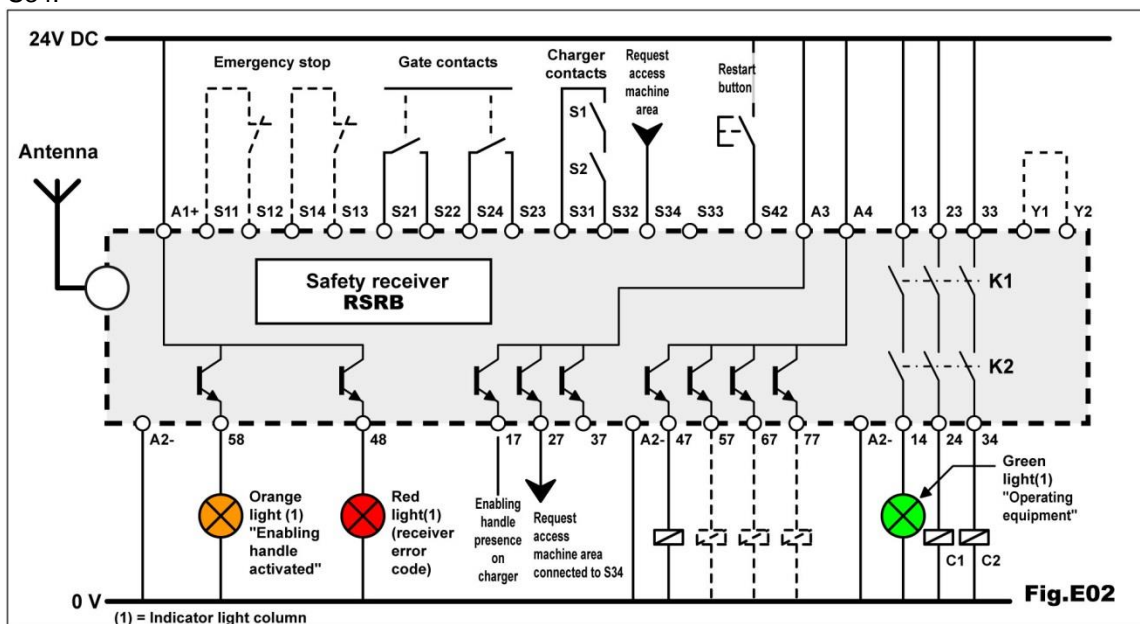 24V DC
Emergency stop
Gate contacts
Charger
contacts
Request
access
machine
area
Restart
button
S1
S2
Antenna
A1+ S11 S12 S14 S13 S21 S22 S24 S23 S31 S32 S34 S33 S42 A3 A4 13 23 33 Y1 Y2
Safety receiver
RSRB
K1
K2
A2- 58 48 17 27 37 A2- 47 57 67 77 A2- 14 24 34
Orange
light (1)
"Enabling
handle
activated"
Red
light(1)
(receiver
error
code)
Enabling
handle
presence
on
charger
Request
access
machine area
connected to S34
Green
light(1)
"Operating
equipment"
C1 C2
0 V
Fig.E02
(1) = Indicator light column